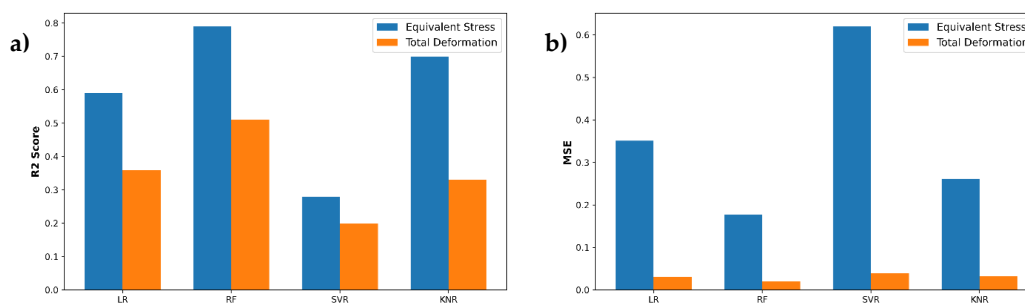 a)
Equivalent Stress
Total Deformation
R2 Score
0.8
0.7
0.6
0.5
0.4
0.3
0.2
0.1
0.0
LR RF SVR KNR
b)
Equivalent Stress
Total Deformation
MSE
0.6
0.5
0.4
0.3
0.2
0.1
0.0
LR RF SVR KNR